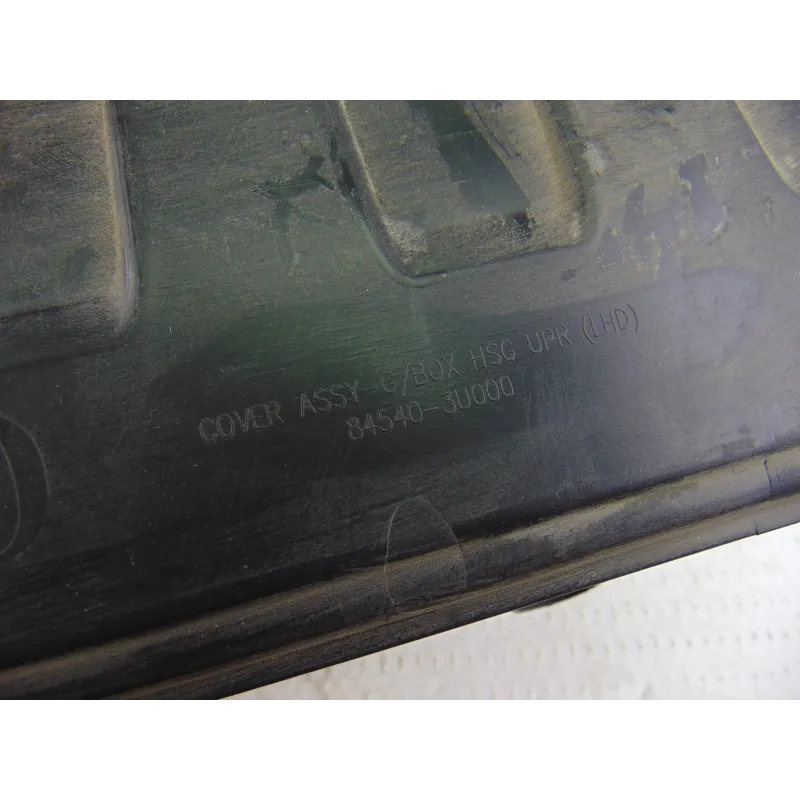 COVER ASSY-G/BOX HSG UPR (LHD)
84540-3U000